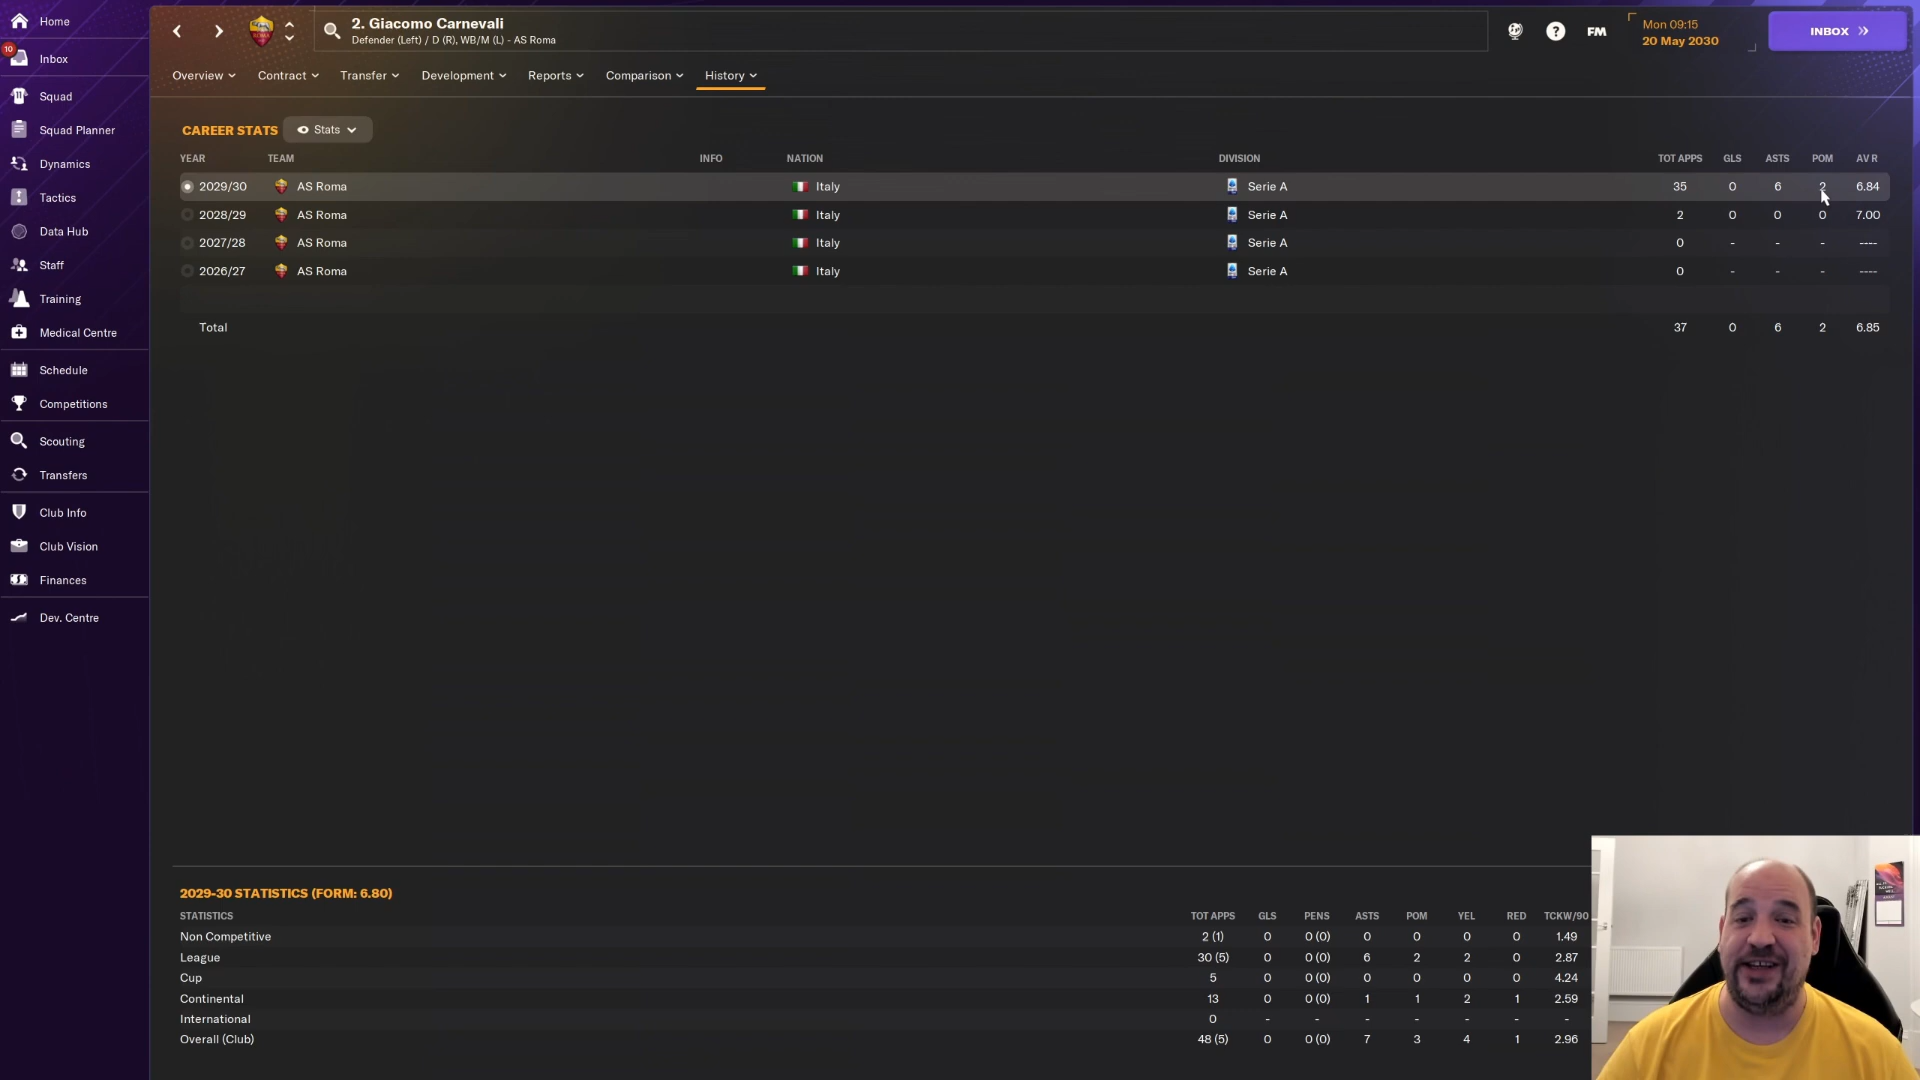 Home
10
Inbox
Squad
Squad Planner
Dynamics
Tactics
Data Hub
Staff
Training
Medical Centre
Schedule
Competitions
Scouting
Transfers
Club Info
Club Vision
Finances
Dev. Centre
2. Giacomo Carnevali
Defender (Left) / D (R), WB/M (L) - AS Roma
FM
Mon 09:15
20 May 2030
INBOX
Overview Contract Transfer Development Reports Comparison History
CAREER STATS Stats
YEAR TEAM INFO NATION DIVISION TOT APPS GLS ASTS POM AV R
2029/30 AS Roma Italy Serie A 35 0 6 2 6.84
2028/29 AS Roma Italy Serie A 2 0 0 0 7.00
2027/28 AS Roma Italy Serie A 0 - - - ----
2026/27 AS Roma Italy Serie A 0 - - - ----
Total 37 0 6 2 6.85
2029-30 STATISTICS (FORM: 6.80)
STATISTICS TOT APPS GLS PENS ASTS POM YEL RED TCKW/90
Non Competitive 2 (1) 0 0 (0) 0 0 0 0 1.49
League 30 (5) 0 0 (0) 6 2 2 0 2.87
Cup 5 0 0 (0) 0 0 0 0 4.24
Continental 13 0 0 (0) 1 1 2 1 2.59
International 0 - - - - - - -
Overall (Club) 48 (5) 0 0 (0) 7 3 4 1 2.96